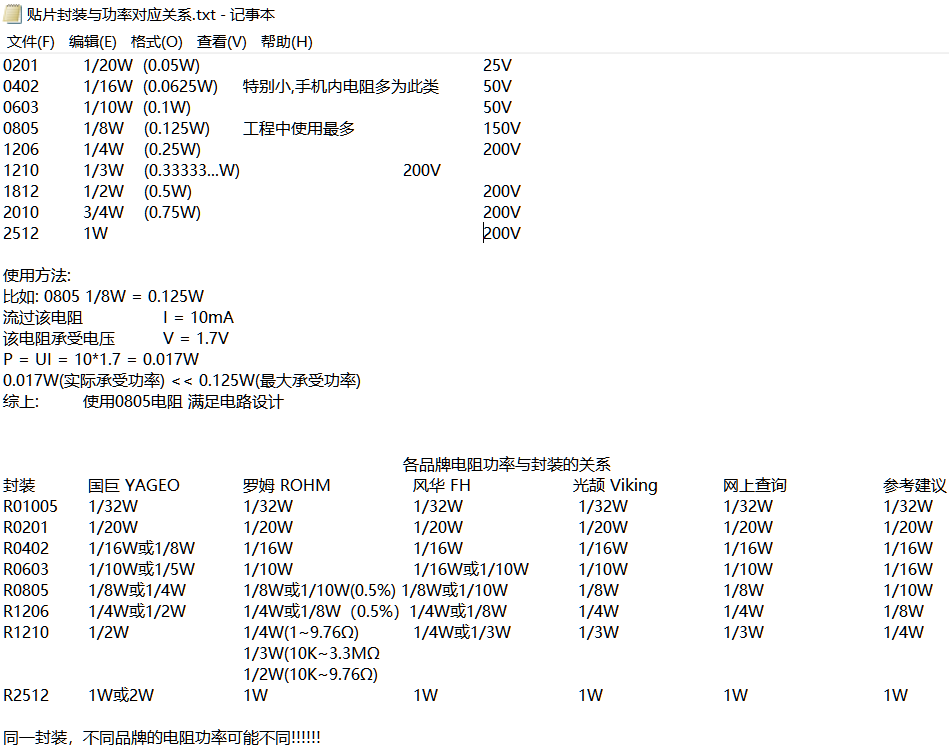 贴片封装与功率对应关系.txt - 记事本
文件(F) 编辑(E) 格式(O) 查看(V) 帮助(H)
0201 1/20W (0.05W) 25V
0402 1/16W (0.0625W) 特别小,手机内电阻多为此类 50V
0603 1/10W (0.1W) 50V
0805 1/8W (0.125W) 工程中使用最多 150V
1206 1/4W (0.25W) 200V
1210 1/3W (0.33333...W) 200V
1812 1/2W (0.5W) 200V
2010 3/4W (0.75W) 200V
2512 1W 200V
使用方法:
比如: 0805 1/8W = 0.125W
流过该电阻 I = 10mA
该电阻承受电压 V = 1.7V
P = UI = 10*1.7 = 0.017W
0.017W(实际承受功率) << 0.125W(最大承受功率)
综上: 使用0805电阻 满足电路设计
各品牌电阻功率与封装的关系
封装 国巨 YAGEO 罗姆 ROHM 风华 FH 光颉 Viking 网上查询 参考建议
R01005 1/32W 1/32W 1/32W 1/32W 1/32W 1/32W
R0201 1/20W 1/20W 1/20W 1/20W 1/20W 1/20W
R0402 1/16W或1/8W 1/16W 1/16W 1/16W 1/16W 1/16W
R0603 1/10W或1/5W 1/10W 1/16W或1/10W 1/10W 1/10W 1/16W
R0805 1/8W或1/4W 1/8W或1/10W(0.5%) 1/8W或1/10W 1/8W 1/8W 1/10W
R1206 1/4W或1/2W 1/4W或1/8W（0.5%） 1/4W或1/8W 1/4W 1/4W 1/8W
R1210 1/2W 1/4W(1~9.76Ω) 1/4W或1/3W 1/3W 1/3W 1/4W
1/3W(10K~3.3MΩ
1/2W(10K~9.76Ω)
R2512 1W或2W 1W 1W 1W 1W 1W
同一封装，不同品牌的电阻功率可能不同!!!!!!